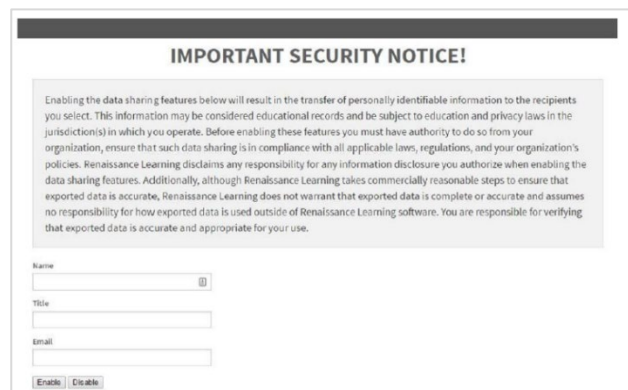 IMPORTANT SECURITY NOTICE!
Enabling the data sharing features below will result in the transfer of personally identifiable information to the recipients
you select. This information may be considered educational records and be subject to education and privacy laws in the
jurisdiction(s) in which you operate. Before enabling these features you must have authority to do so from your
organization, ensure that such data sharing is in compliance with all applicable laws, regulations, and your organization's
policies. Renaissance Learning disclaims any responsibility for any information disclosure you authorize when enabling the
data sharing features. Additionally, although Renaissance Learning takes commercially reasonable steps to ensure that
exported data is accurate, Renaissance Learning does not warrant that exported data is complete or accurate and assumes
no responsibility for how exported data is used outside of Renaissance Learning software. You are responsible for verifying
that exported data is accurate and appropriate for your use.
Name
Title
Email
Enable Disable